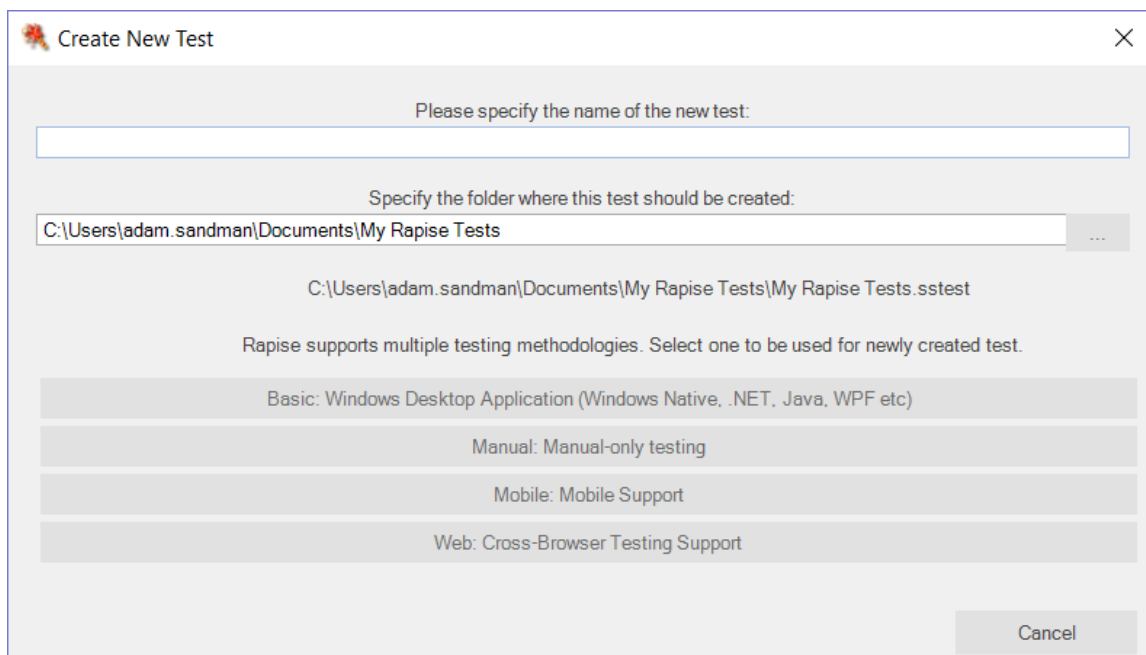 Create New Test
Please specify the name of the new test:
Specify the folder where this test should be created:
C:\Users\adam.sandman\Documents\My Rapise Tests
...
C:\Users\adam.sandman\Documents\My Rapise Tests\My Rapise Tests.sstest
Rapise supports multiple testing methodologies. Select one to be used for newly created test.
Basic: Windows Desktop Application (Windows Native, .NET, Java, WPF etc)
Manual: Manual-only testing
Mobile: Mobile Support
Web: Cross-Browser Testing Support
Cancel